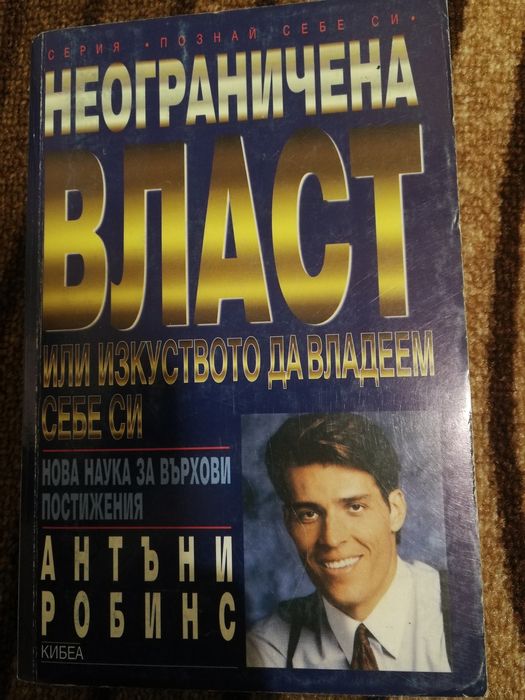 СЕРИЯ • ПОЗНАЙ СЕБЕ СИ •
НЕОГРАНИЧЕНА
ВЛАСТ
ИЛИ ИЗКУСТВОТО ДА ВЛАДЕЕМ
СЕБЕ СИ
НОВА НАУКА ЗА ВЪРХОВИ
ПОСТИЖЕНИЯ
АНТЪНИ
РОБИНС
КИБЕА